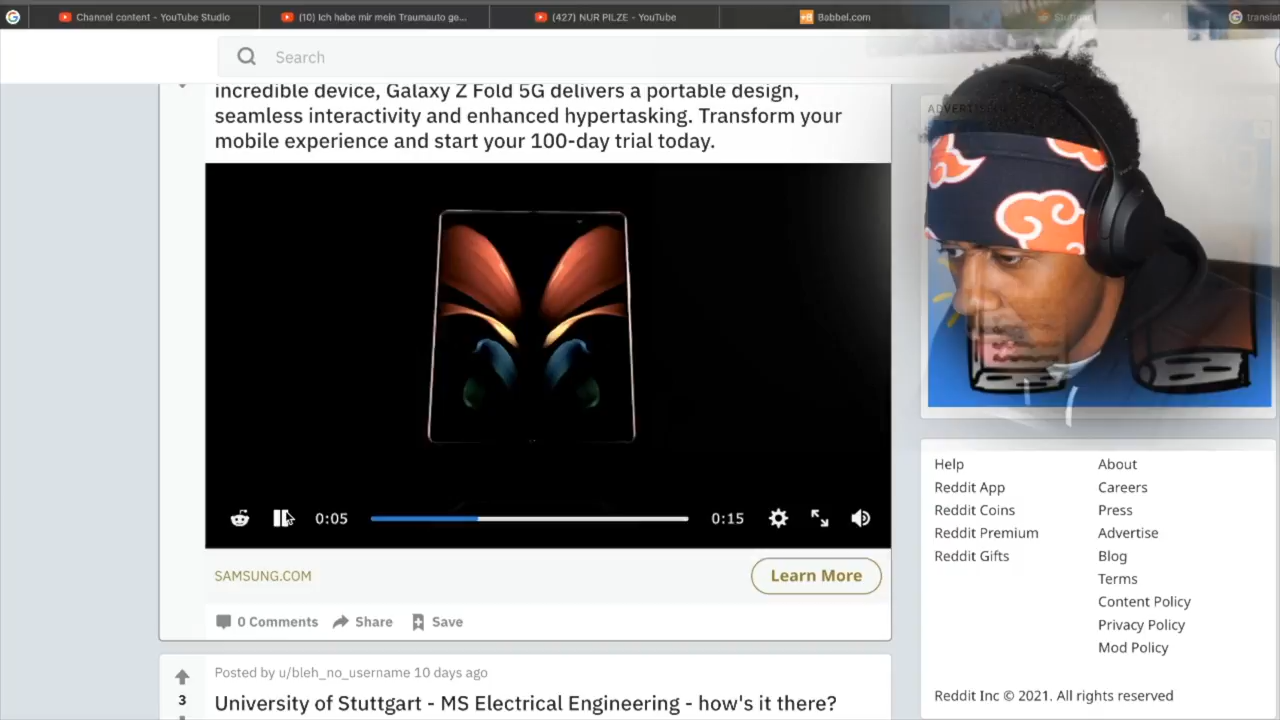 Channel content - YouTube Studio
(10) Ich habe mir mein Traumauto ge...
(427) NUR PILZE - YouTube
Babbel.com
Stuttgart
translat
Search
incredible device, Galaxy Z Fold 5G delivers a portable design,
seamless interactivity and enhanced hypertasking. Transform your
mobile experience and start your 100-day trial today.
0:05
0:15
SAMSUNG.COM
Learn More
0 Comments
Share
Save
Posted by u/bleh_no_username 10 days ago
3
University of Stuttgart - MS Electrical Engineering - how's it there?
Help
Reddit App
Reddit Coins
Reddit Premium
Reddit Gifts
About
Careers
Press
Advertise
Blog
Terms
Content Policy
Privacy Policy
Mod Policy
Reddit Inc © 2021. All rights reserved